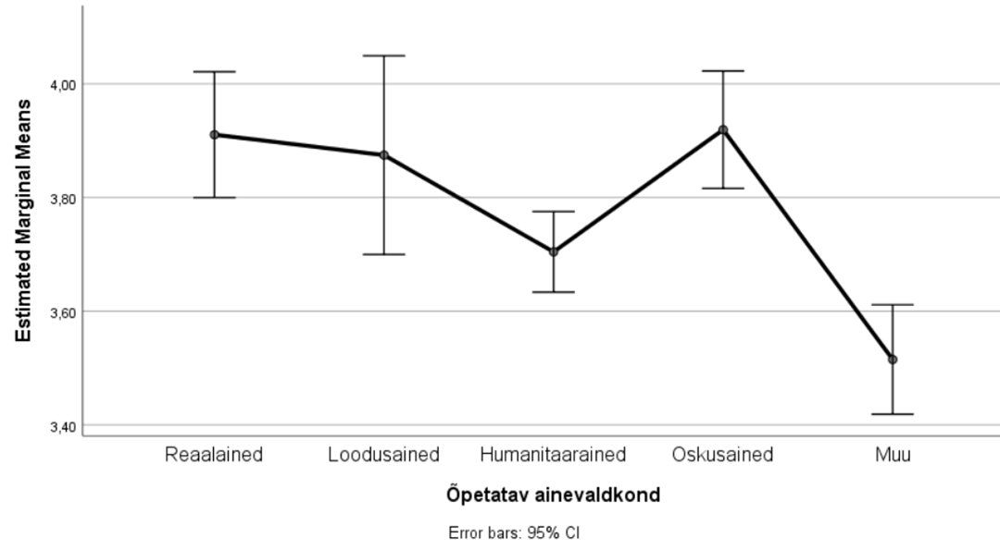 Estimated Marginal Means
4,00
3,80
3,60
3,40
Reaalained Loodusained Humanitaarained Oskusained Muu
Õpetatav ainevaldkond
Error bars: 95% CI